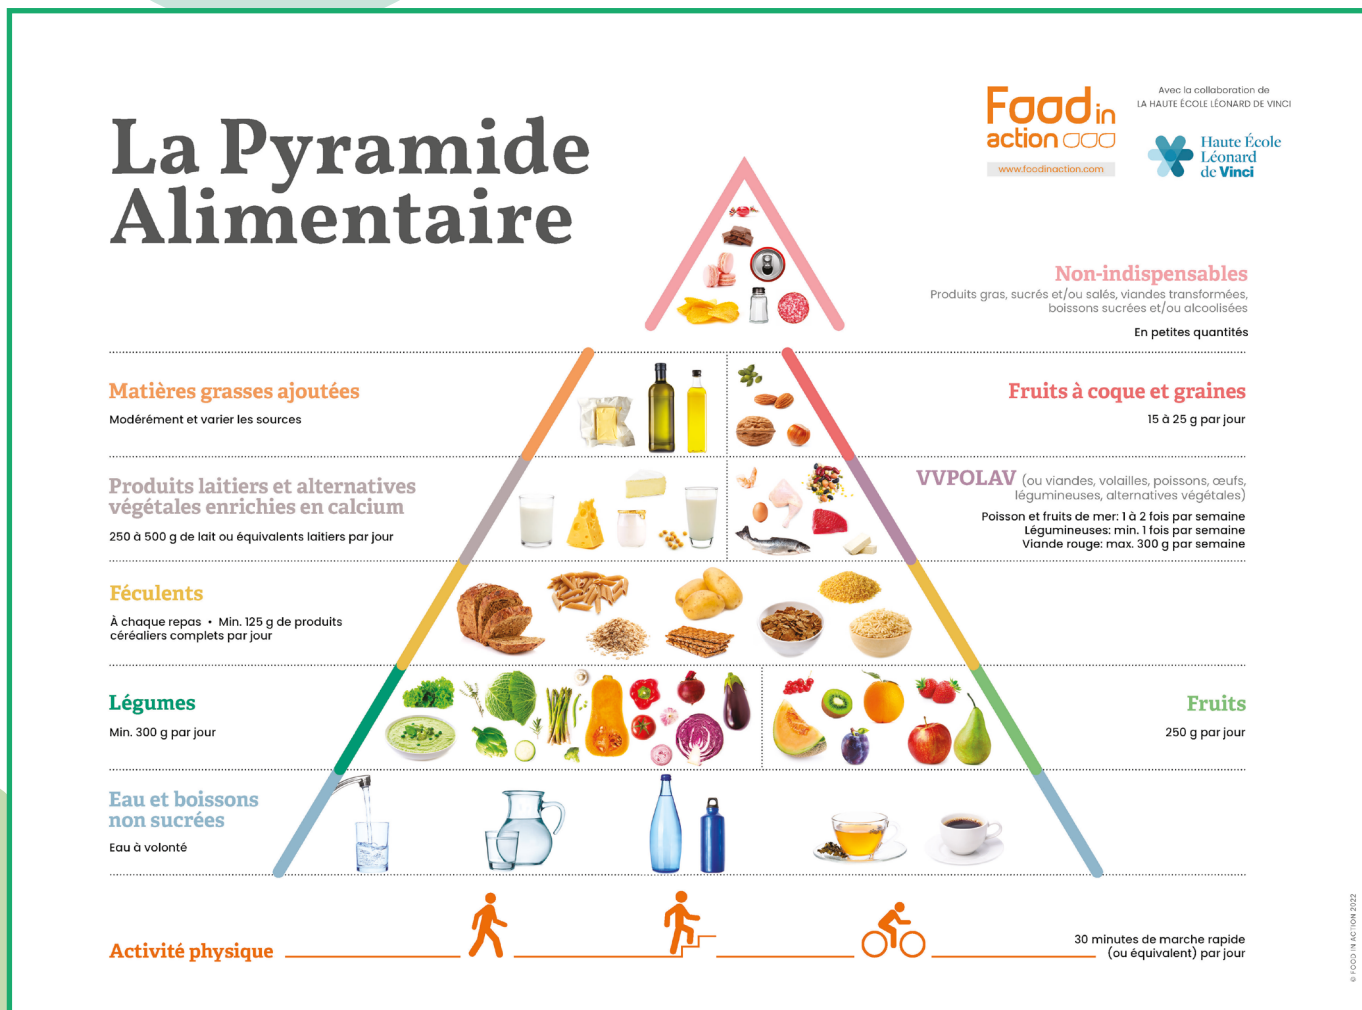 La Pyramide
Alimentaire
Food in
action
www.foodinaction.com
Avec la collaboration de
LA HAUTE ÉCOLE LÉONARD DE VINCI
Haute École
Léonard
de Vinci
Non-indispensables
Produits gras, sucrés et/ou salés, viandes transformées,
boissons sucrées et/ou alcoolisées
En petites quantités
Matières grasses ajoutées
Modérément et varier les sources
Fruits à coque et graines
15 à 25 g par jour
Produits laitiers et alternatives
végétales enrichies en calcium
250 à 500 g de lait ou équivalents laitiers par jour
VVPOLAV (ou viandes, volailles, poissons, œufs,
légumineuses, alternatives végétales)
Poisson et fruits de mer: 1 à 2 fois par semaine
Légumineuses: min. 1 fois par semaine
Viande rouge: max. 300 g par semaine
Féculents
À chaque repas • Min. 125 g de produits
céréaliers complets par jour
Légumes
Min. 300 g par jour
Fruits
250 g par jour
Eau et boissons
non sucrées
Eau à volonté
Activité physique
30 minutes de marche rapide
(ou équivalent) par jour
© FOOD IN ACTION 2022